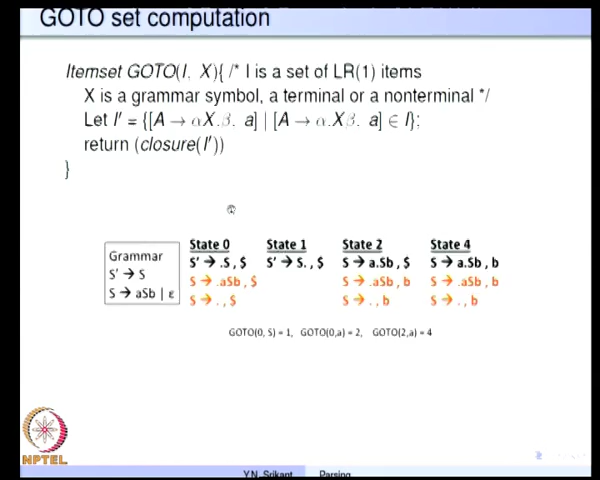 GOTO set computation
Itemset GOTO(I, X){ /* I is a set of LR(1) items
X is a grammar symbol, a terminal or a nonterminal */
Let I′ = {[A → αX.β, a] | [A → α.Xβ, a] ∈ I};
return (closure(I′))
}
Grammar
S' → S
S → aSb | ε
State 0
S' → .S , $
S → .aSb , $
S → . , $
State 1
S' → S. , $
State 2
S → a.Sb , $
S → .aSb , b
S → . , b
State 4
S → a.Sb , b
S → .aSb , b
S → . , b
GOTO(0, S) = 1, GOTO(0,a) = 2, GOTO(2,a) = 4
NPTEL
Y.N. Srikant Parsing